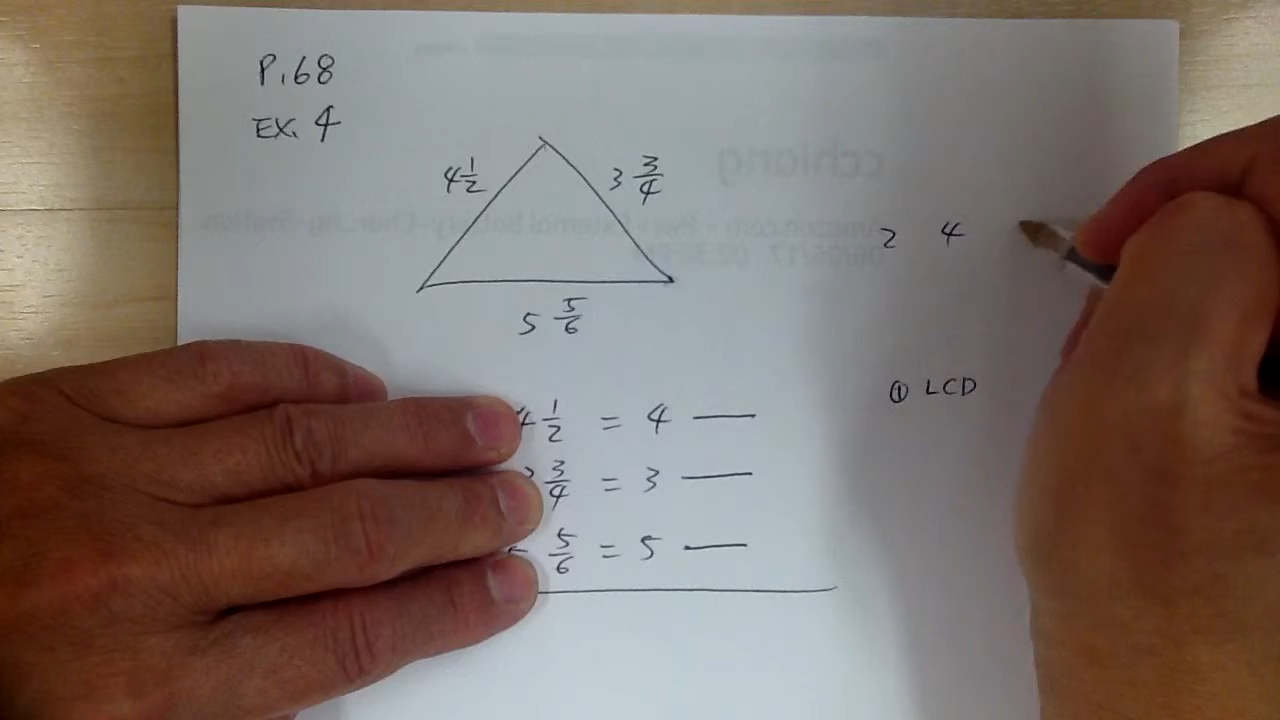 P.68
EX. 4
4 1/2
3 3/4
2 4
5 5/6
① LCD
4 1/2 = 4 —
3/4 = 3 —
5/6 = 5 —